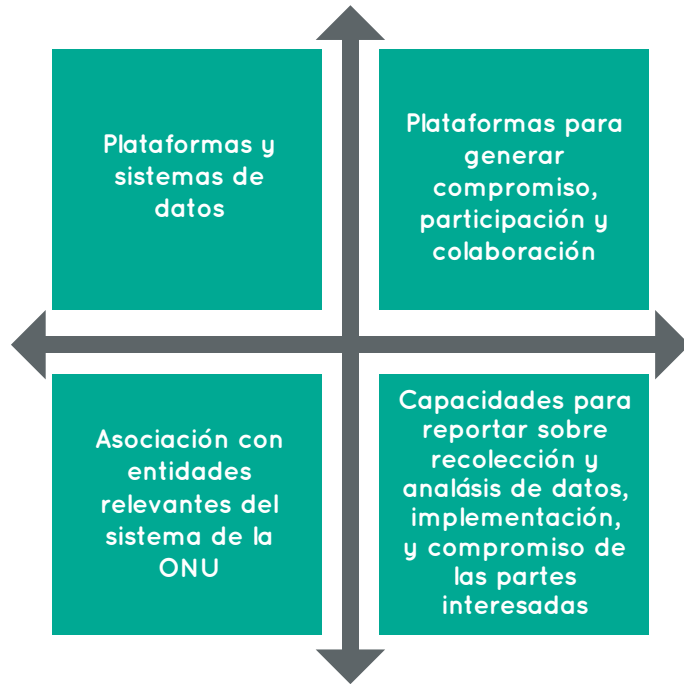 Plataformas y
sistemas de
datos
Plataformas para
generar
compromiso,
participación y
colaboración
Asociación con
entidades
relevantes del
sistema de la
ONU
Capacidades para
reportar sobre
recolección y
analásis de datos,
implementación,
y compromiso de
las partes
interesadas